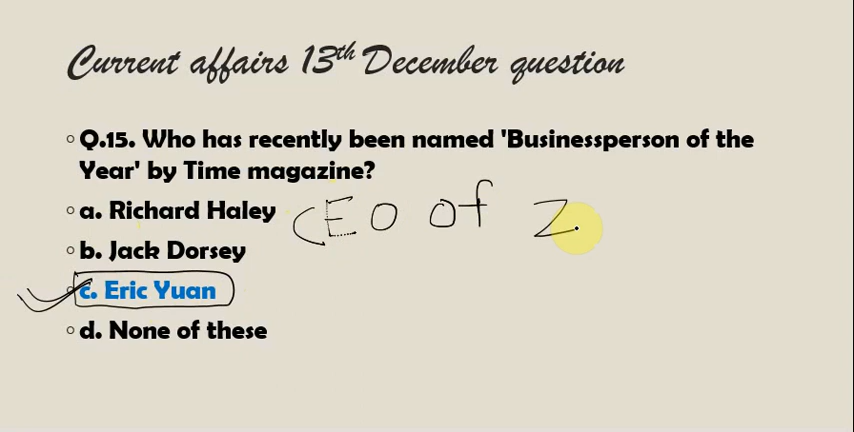 Current affairs 13th December question
Q.15. Who has recently been named 'Businessperson of the
Year' by Time magazine?
a. Richard Haley
CEO of Z
b. Jack Dorsey
c. Eric Yuan
d. None of these